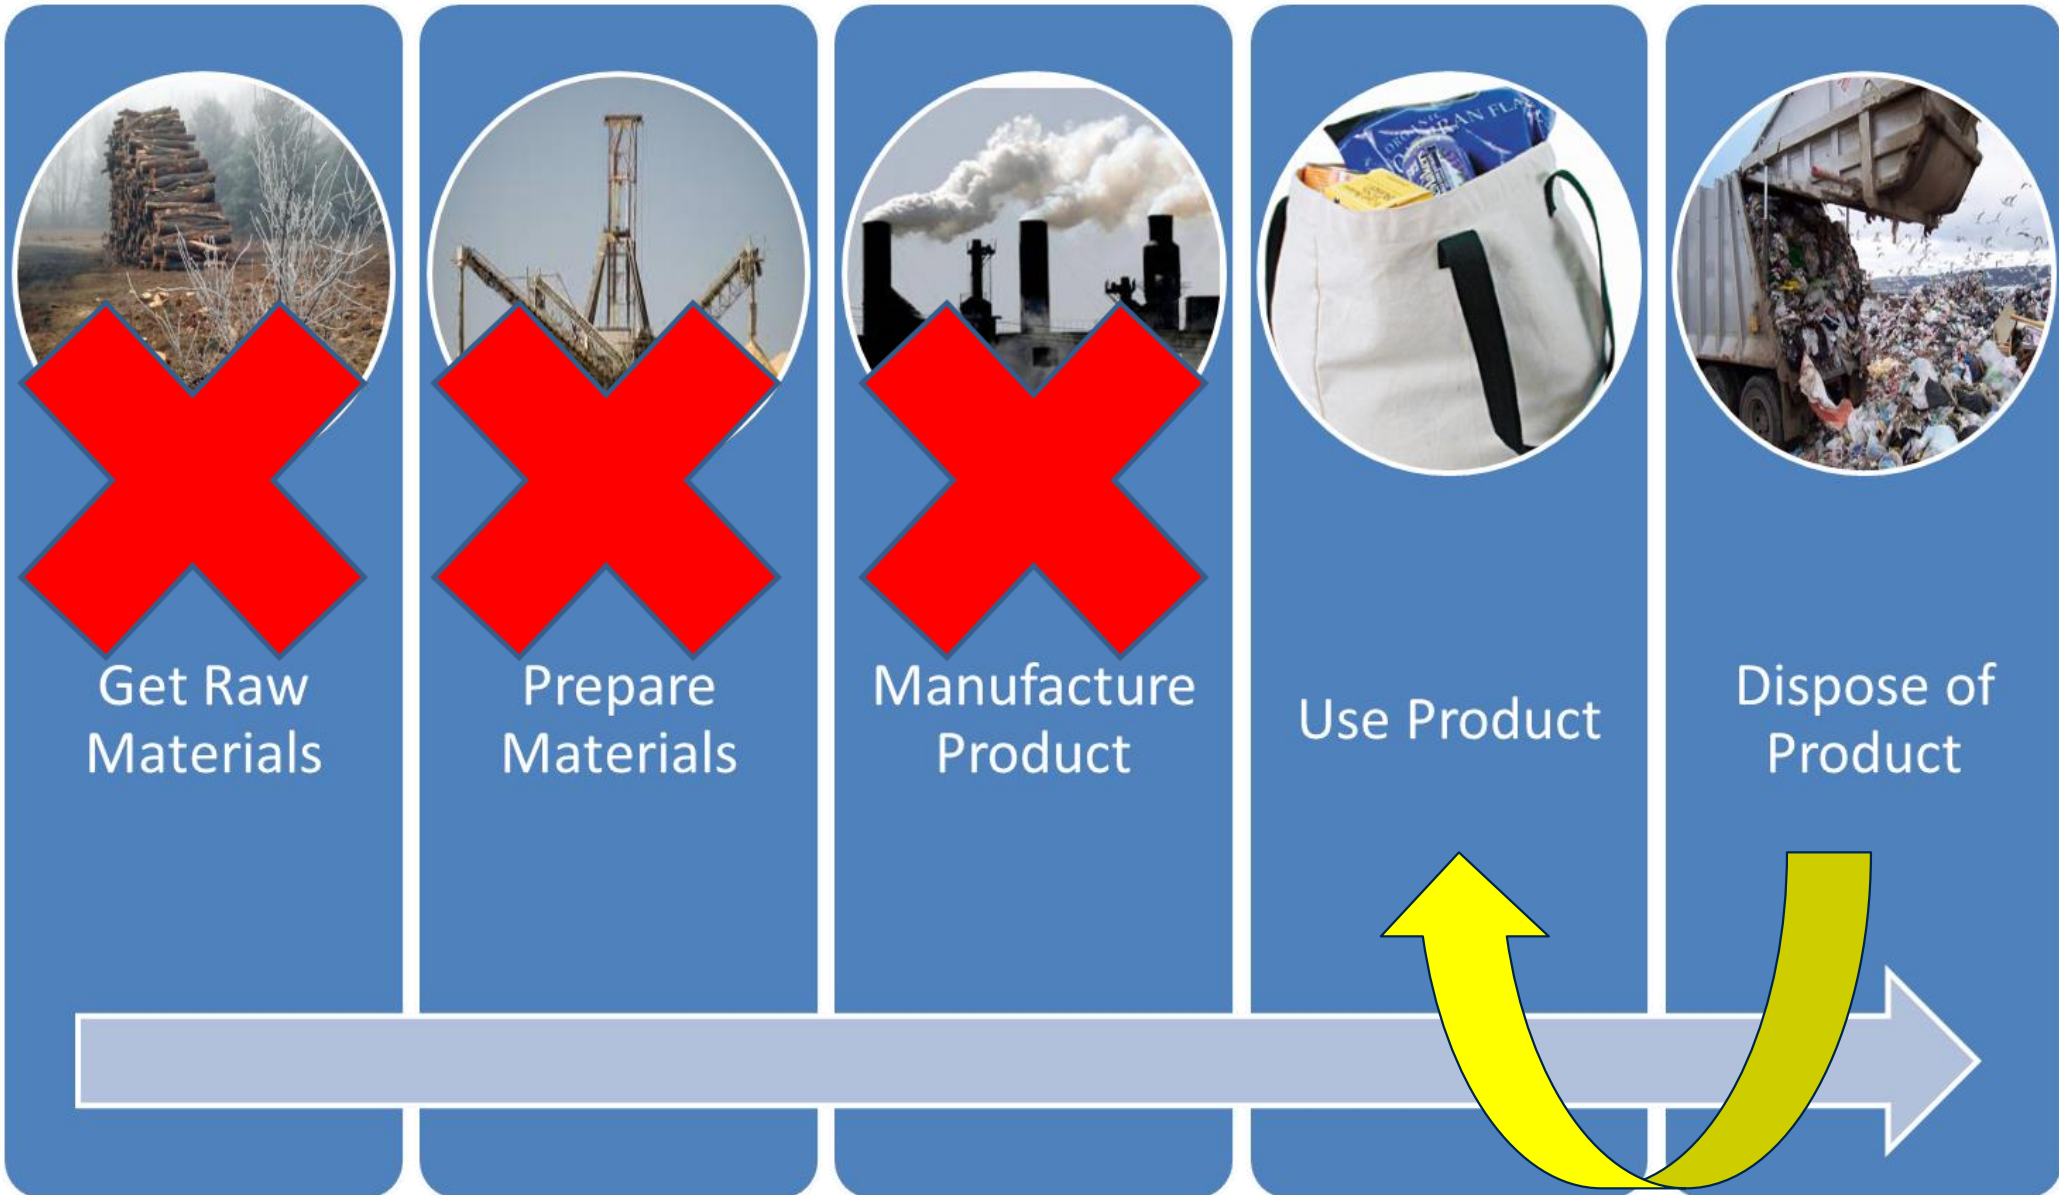 Get Raw
Materials
Prepare
Materials
Manufacture
Product
Use Product
Dispose of
Product